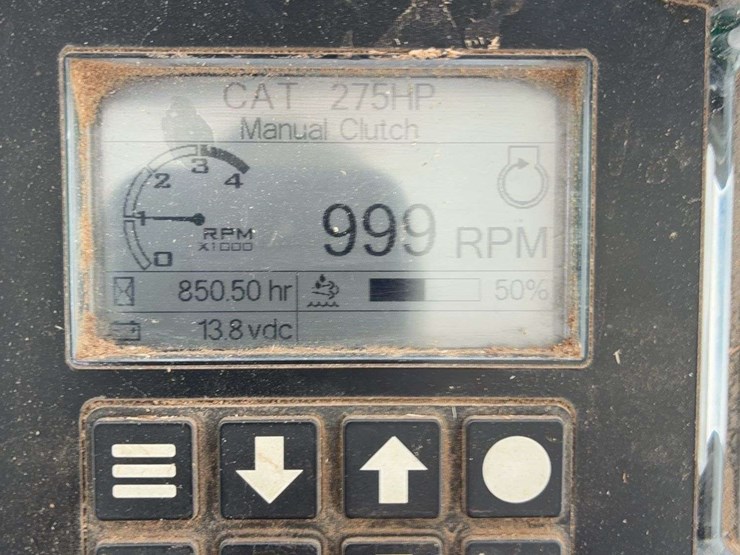 CAT 275HP
Manual Clutch
0 1 2 3 4
RPM
X1000
999 RPM
850.50 hr
50%
13.8 vdc